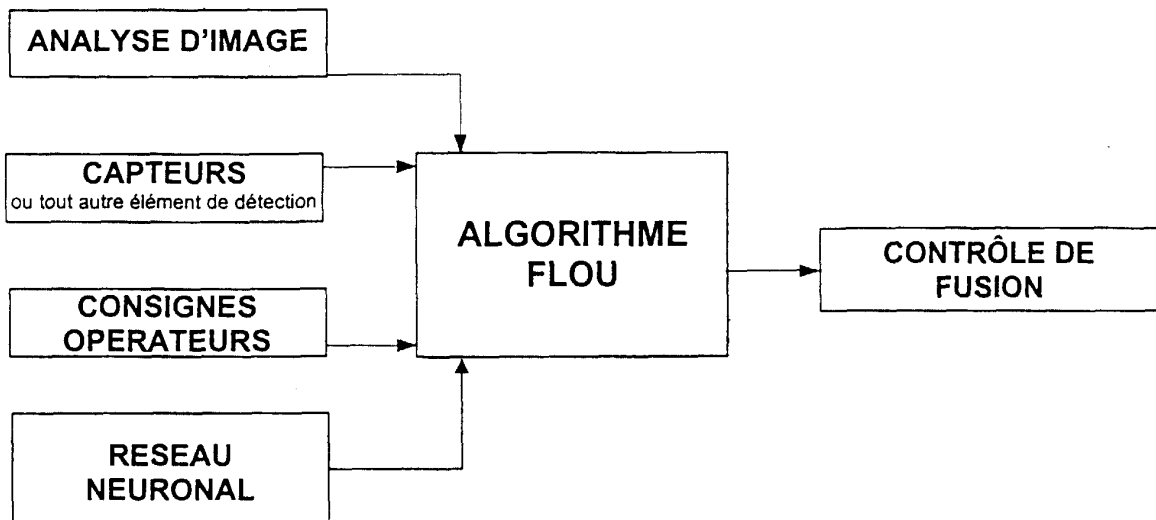 ANALYSE D'IMAGE
CAPTEURS
ou tout autre élément de détection
CONSIGNES
OPERATEURS
RESEAU
NEURONAL
ALGORITHME
FLOU
CONTRÔLE DE
FUSION